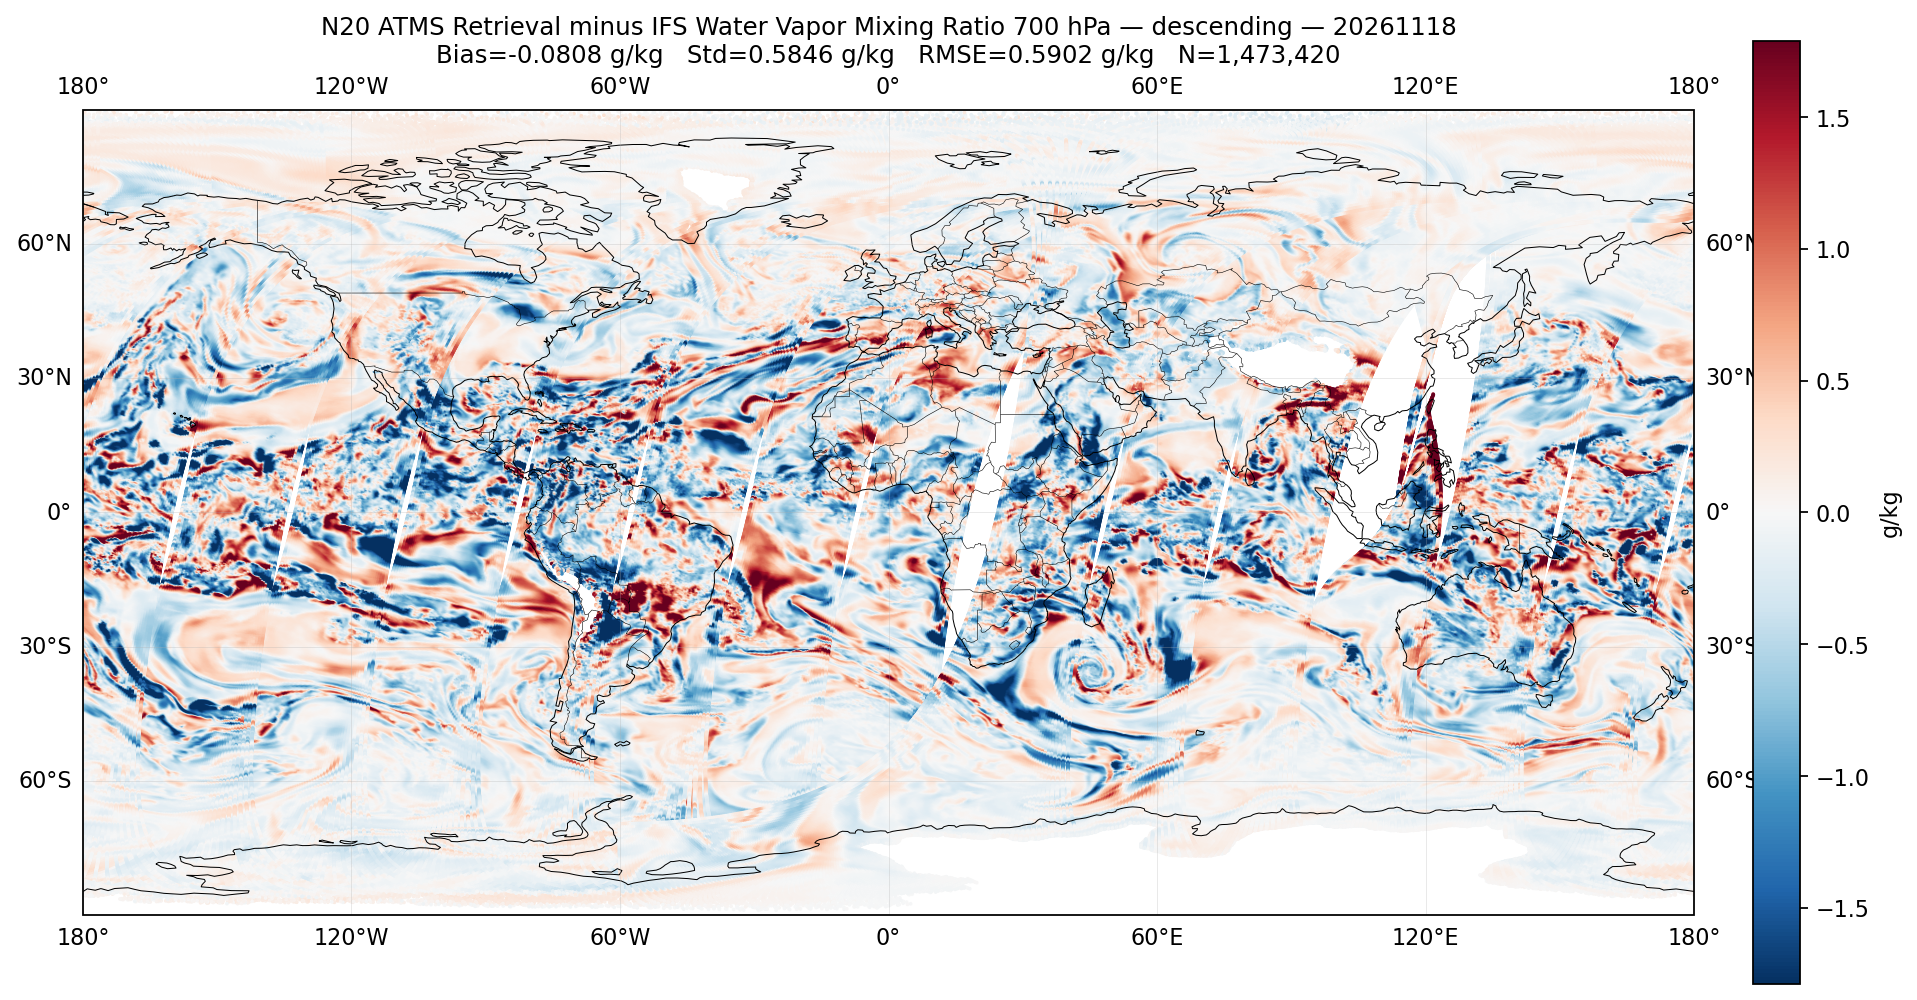 N20 ATMS Retrieval minus IFS Water Vapor Mixing Ratio 700 hPa — descending — 20261118
Bias=-0.0808 g/kg   Std=0.5846 g/kg   RMSE=0.5902 g/kg   N=1,473,420
180° 120°W 60°W 0° 60°E 120°E 180°
60°N 60°N
30°N 30°N
0° 0°
30°S 30°S
60°S 60°S
180° 120°W 60°W 0° 60°E 120°E 180°
1.5
1.0
0.5
0.0
−0.5
−1.0
−1.5
g/kg